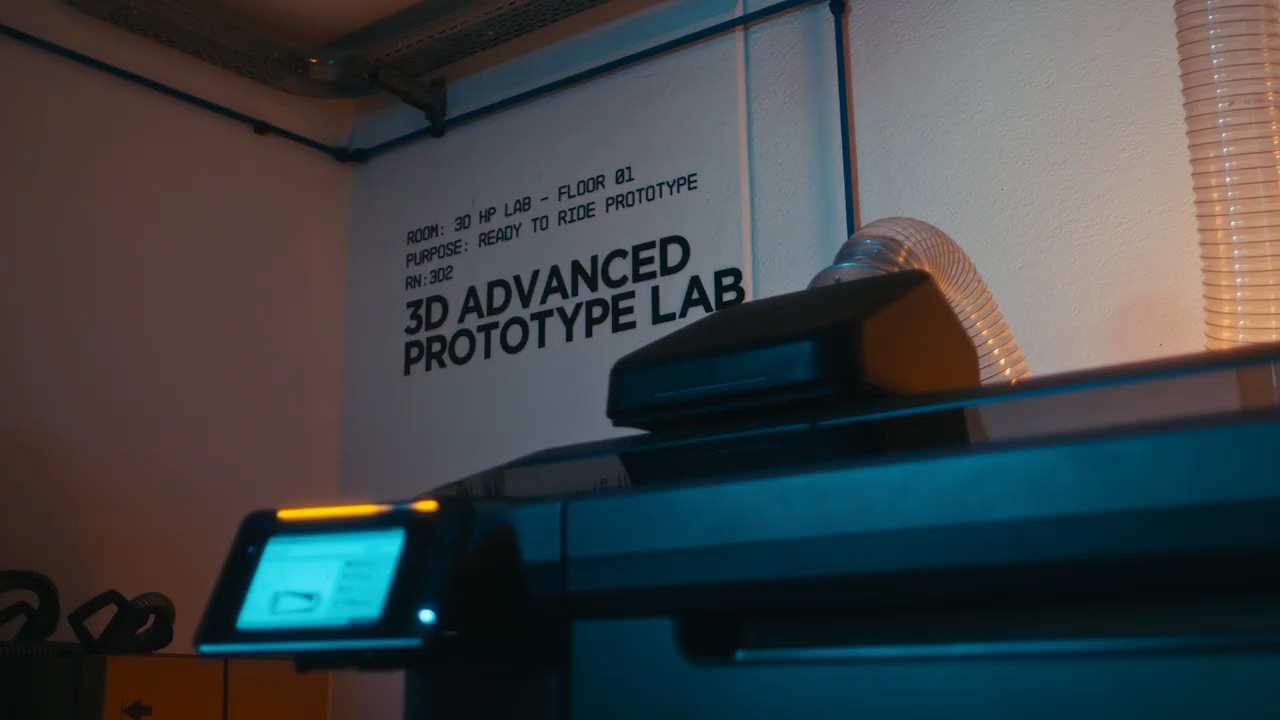 ROOM: 3D HP LAB - FLOOR 01
PURPOSE: READY TO RIDE PROTOTYPE
RN:3D2
3D ADVANCED
PROTOTYPE LAB